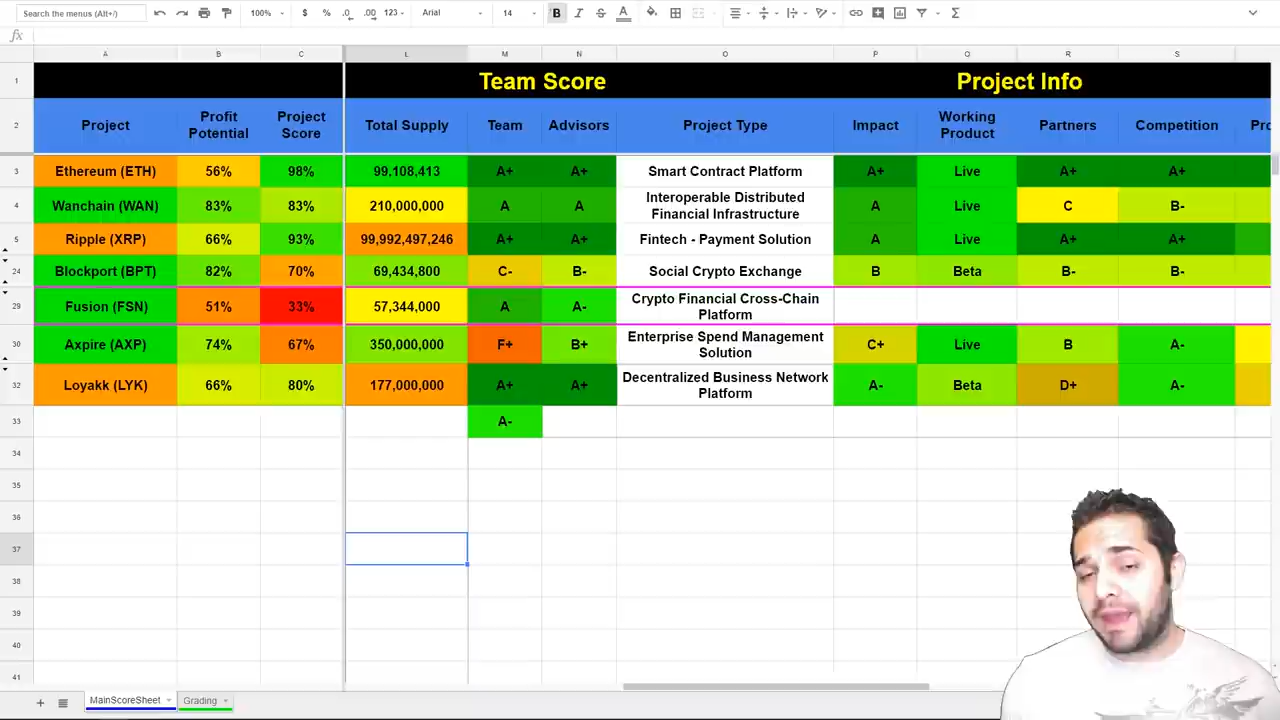 Search the menus (Alt+/)
100%
$ % .0 .00 123
Arial
14
B I S A
fx
A B C L M N O P Q R S
1 Team Score Project Info
2 Project Profit Potential Project Score Total Supply Team Advisors Project Type Impact Working Product Partners Competition Pro
3 Ethereum (ETH) 56% 98% 99,108,413 A+ A+ Smart Contract Platform A+ Live A+ A+
4 Wanchain (WAN) 83% 83% 210,000,000 A A Interoperable Distributed Financial Infrastructure A Live C B-
5 Ripple (XRP) 66% 93% 99,992,497,246 A+ A+ Fintech - Payment Solution A Live A+ A+
24 Blockport (BPT) 82% 70% 69,434,800 C- B- Social Crypto Exchange B Beta B- B-
29 Fusion (FSN) 51% 33% 57,344,000 A A- Crypto Financial Cross-Chain Platform
30 Axpire (AXP) 74% 67% 350,000,000 F+ B+ Enterprise Spend Management Solution C+ Live B A-
32 Loyakk (LYK) 66% 80% 177,000,000 A+ A+ Decentralized Business Network Platform A- Beta D+ A-
33 A-
34
35
36
37
38
39
40
41
MainScoreSheet Grading